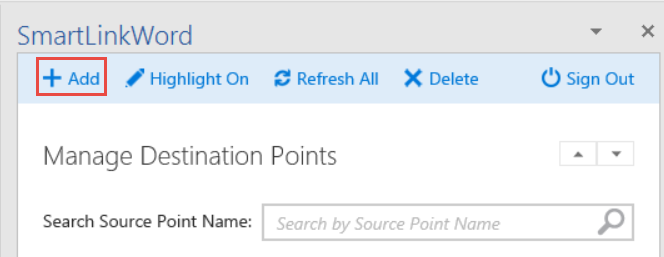 SmartLinkWord
Add Highlight On Refresh All Delete Sign Out
Manage Destination Points
Search Source Point Name: Search by Source Point Name